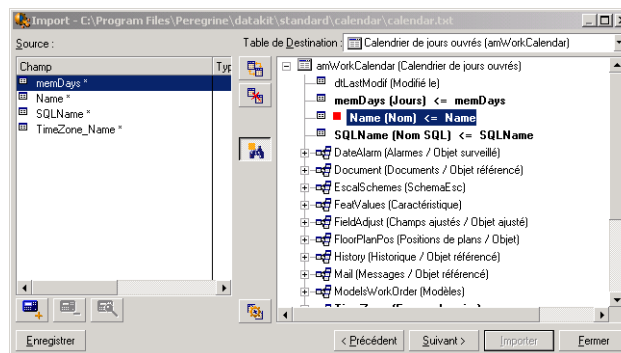 Import - C:\Program Files\Peregrine\datakit\standard\calendar\calendar.txt
Source :
Table de Destination : Calendrier de jours ouvrés (amWorkCalendar)
Champ Typ
memDays *
Name *
SQLName *
TimeZone_Name *
amWorkCalendar (Calendrier de jours ouvrés)
dtLastModif (Modifié le)
memDays (Jours) <= memDays
Name (Nom) <= Name
SQLName (Nom SQL) <= SQLName
DateAlarm (Alarmes / Objet surveillé)
Document (Documents / Objet référencé)
EscalSchemes (SchemaEsc)
FeatValues (Caractéristique)
FieldAdjust (Champs ajustés / Objet ajusté)
FloorPlanPos (Positions de plans / Objet)
History (Historique / Objet référencé)
Mail (Messages / Objet référencé)
ModelsWorkOrder (Modèles)
Enregistrer
< Précédent
Suivant >
Importer
Fermer